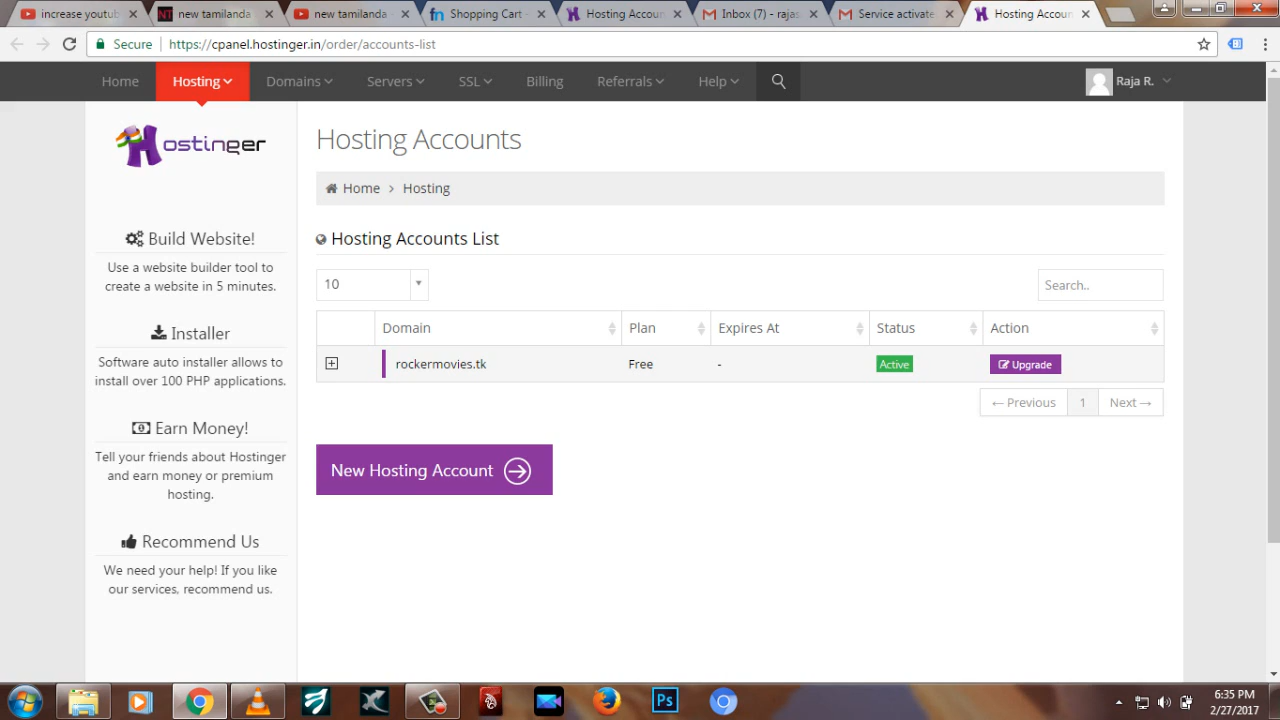 increase youtub
new tamilanda
new tamilanda
Shopping Cart -
Hosting Accoun
Inbox (7) - rajas
Service activate
Hosting Accoun
Secure
https://cpanel.hostinger.in/order/accounts-list
Home
Hosting
Domains
Servers
SSL
Billing
Referrals
Help
Raja R.
Hostinger
Build Website!
Use a website builder tool to
create a website in 5 minutes.
Installer
Software auto installer allows to
install over 100 PHP applications.
Earn Money!
Tell your friends about Hostinger
and earn money or premium
hosting.
Recommend Us
We need your help! If you like
our services, recommend us.
Hosting Accounts
Home > Hosting
Hosting Accounts List
10
Search..
Domain Plan Expires At Status Action
rockermovies.tk Free - Active Upgrade
← Previous 1 Next →
New Hosting Account
Ps
6:35 PM
2/27/2017